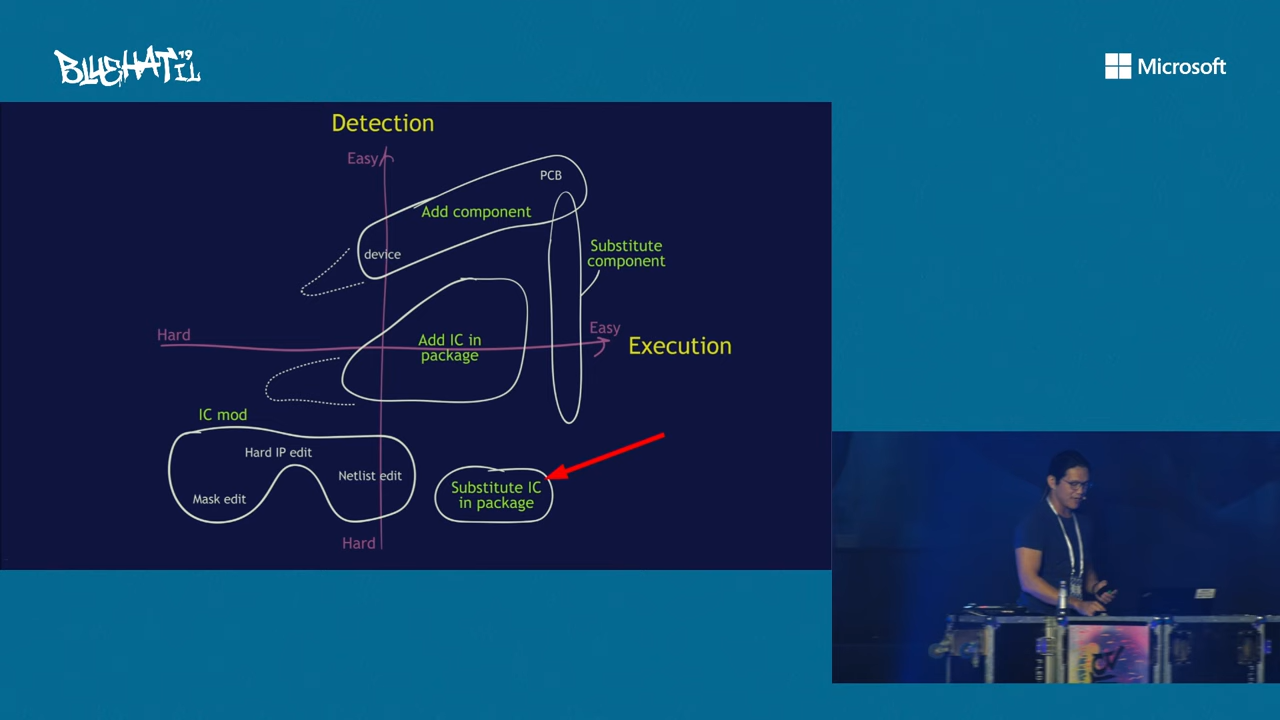 BLUEHAT IL '19
Microsoft
Detection
Easy
PCB
Add component
device
Substitute
component
Hard
Easy
Execution
Add IC in
package
IC mod
Hard IP edit
Netlist edit
Mask edit
Substitute IC
in package
Hard